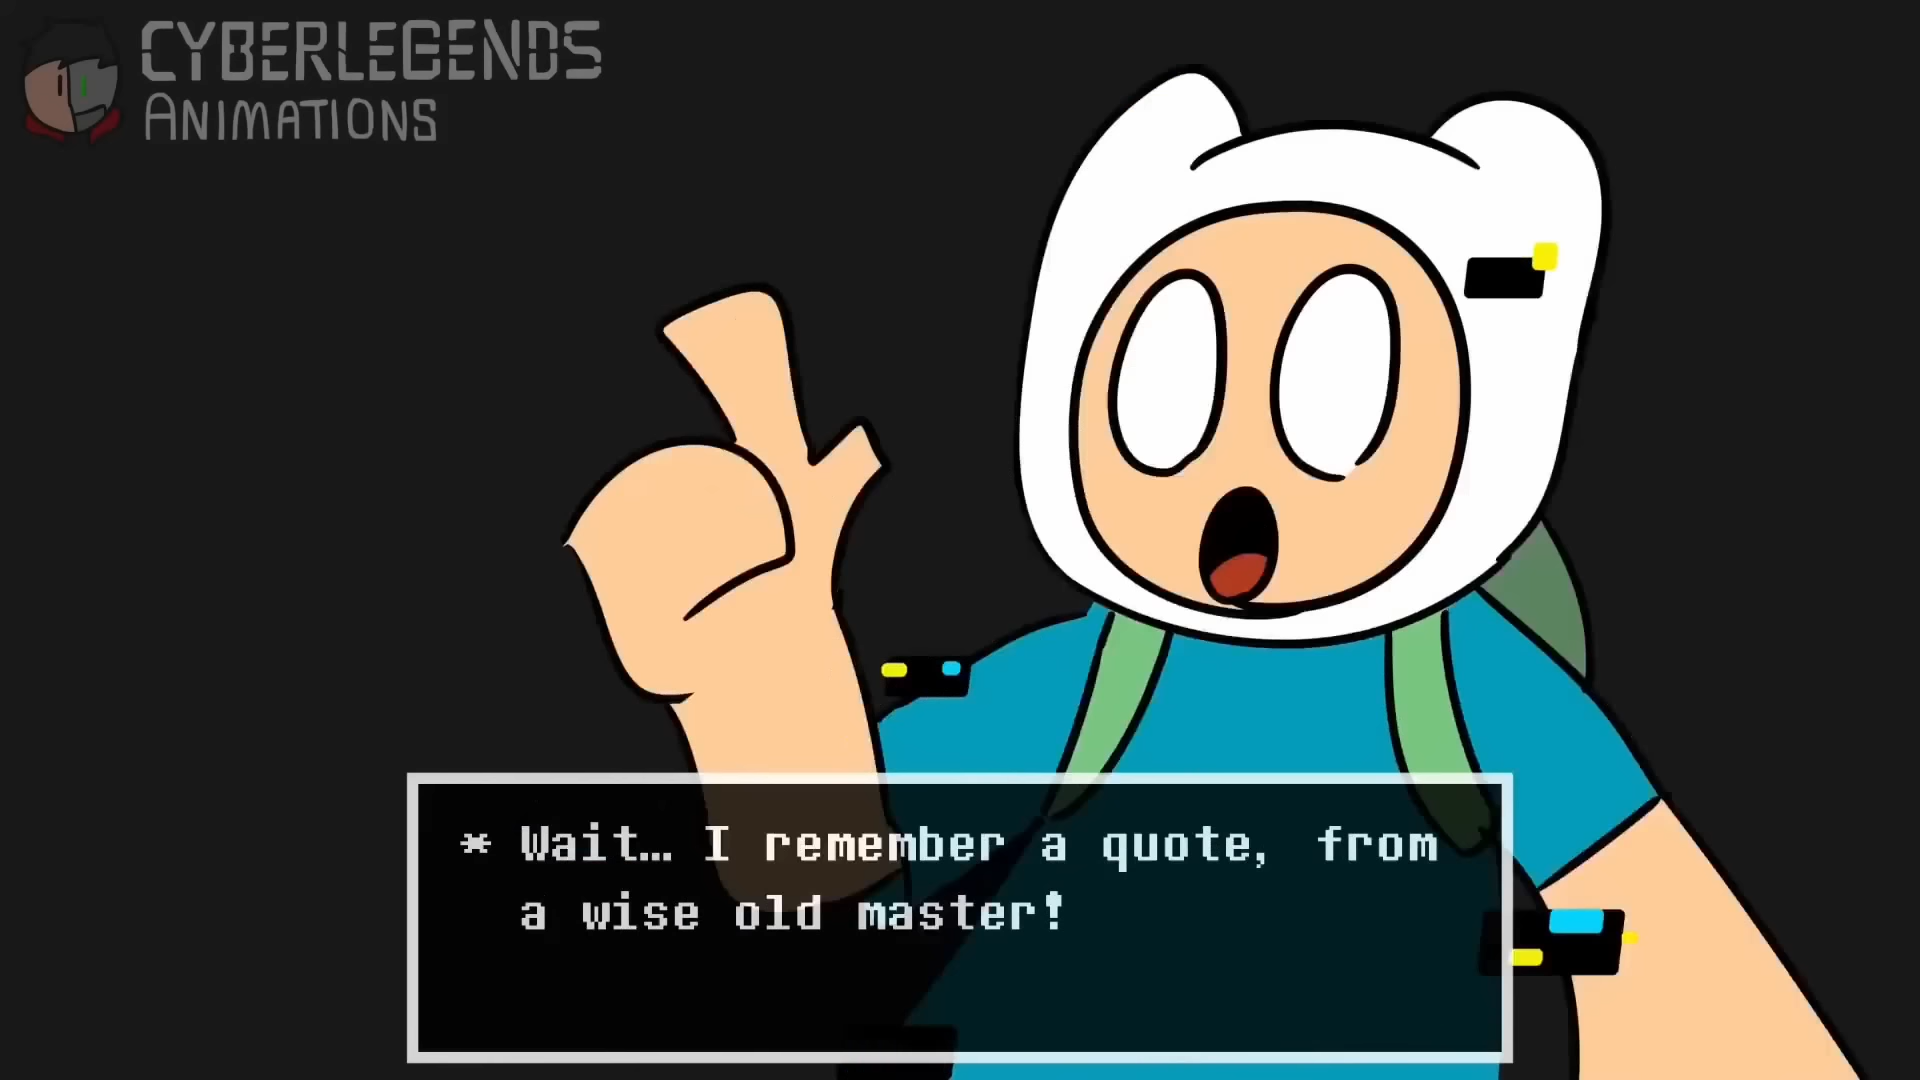 CYBERLEGENDS
ANIMATIONS
* Wait… I remember a quote, from
a wise old master!